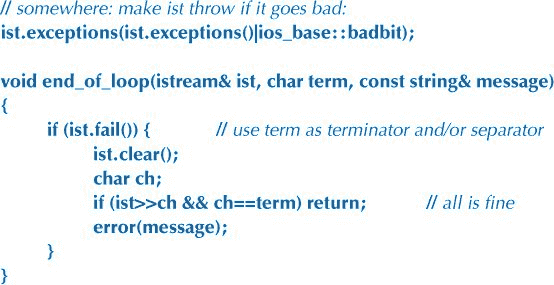 // somewhere: make ist throw if it goes bad:
ist.exceptions(ist.exceptions()|ios_base::badbit);
void end_of_loop(istream& ist, char term, const string& message)
{
if (ist.fail()) { // use term as terminator and/or separator
ist.clear();
char ch;
if (ist>>ch && ch==term) return; // all is fine
error(message);
}
}